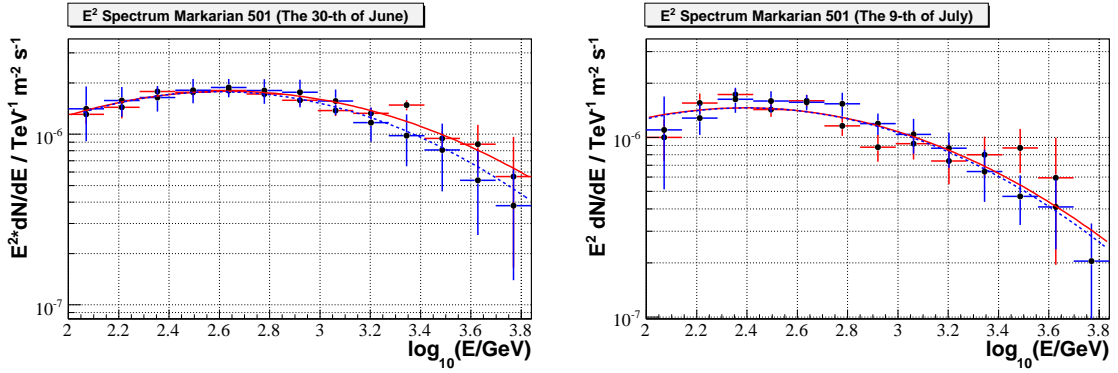 E² Spectrum Markarian 501 (The 30-th of June)
E²*dN/dE / TeV⁻¹ m⁻² s⁻¹
10⁻⁶
10⁻⁷
2 2.2 2.4 2.6 2.8 3 3.2 3.4 3.6 3.8
log₁₀(E/GeV)
E² Spectrum Markarian 501 (The 9-th of July)
E² dN/dE / TeV⁻¹ m⁻² s⁻¹
10⁻⁶
10⁻⁷
2 2.2 2.4 2.6 2.8 3 3.2 3.4 3.6 3.8
log₁₀(E/GeV)